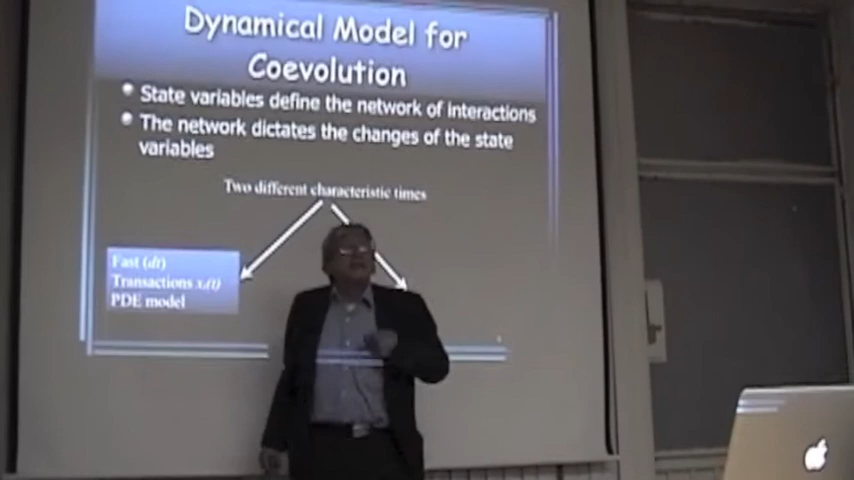 Dynamical Model for
Coevolution
State variables define the network of interactions
The network dictates the changes of the state
variables
Two different characteristic times
Fast (dt)
Transactions xᵢ(t)
PDE model